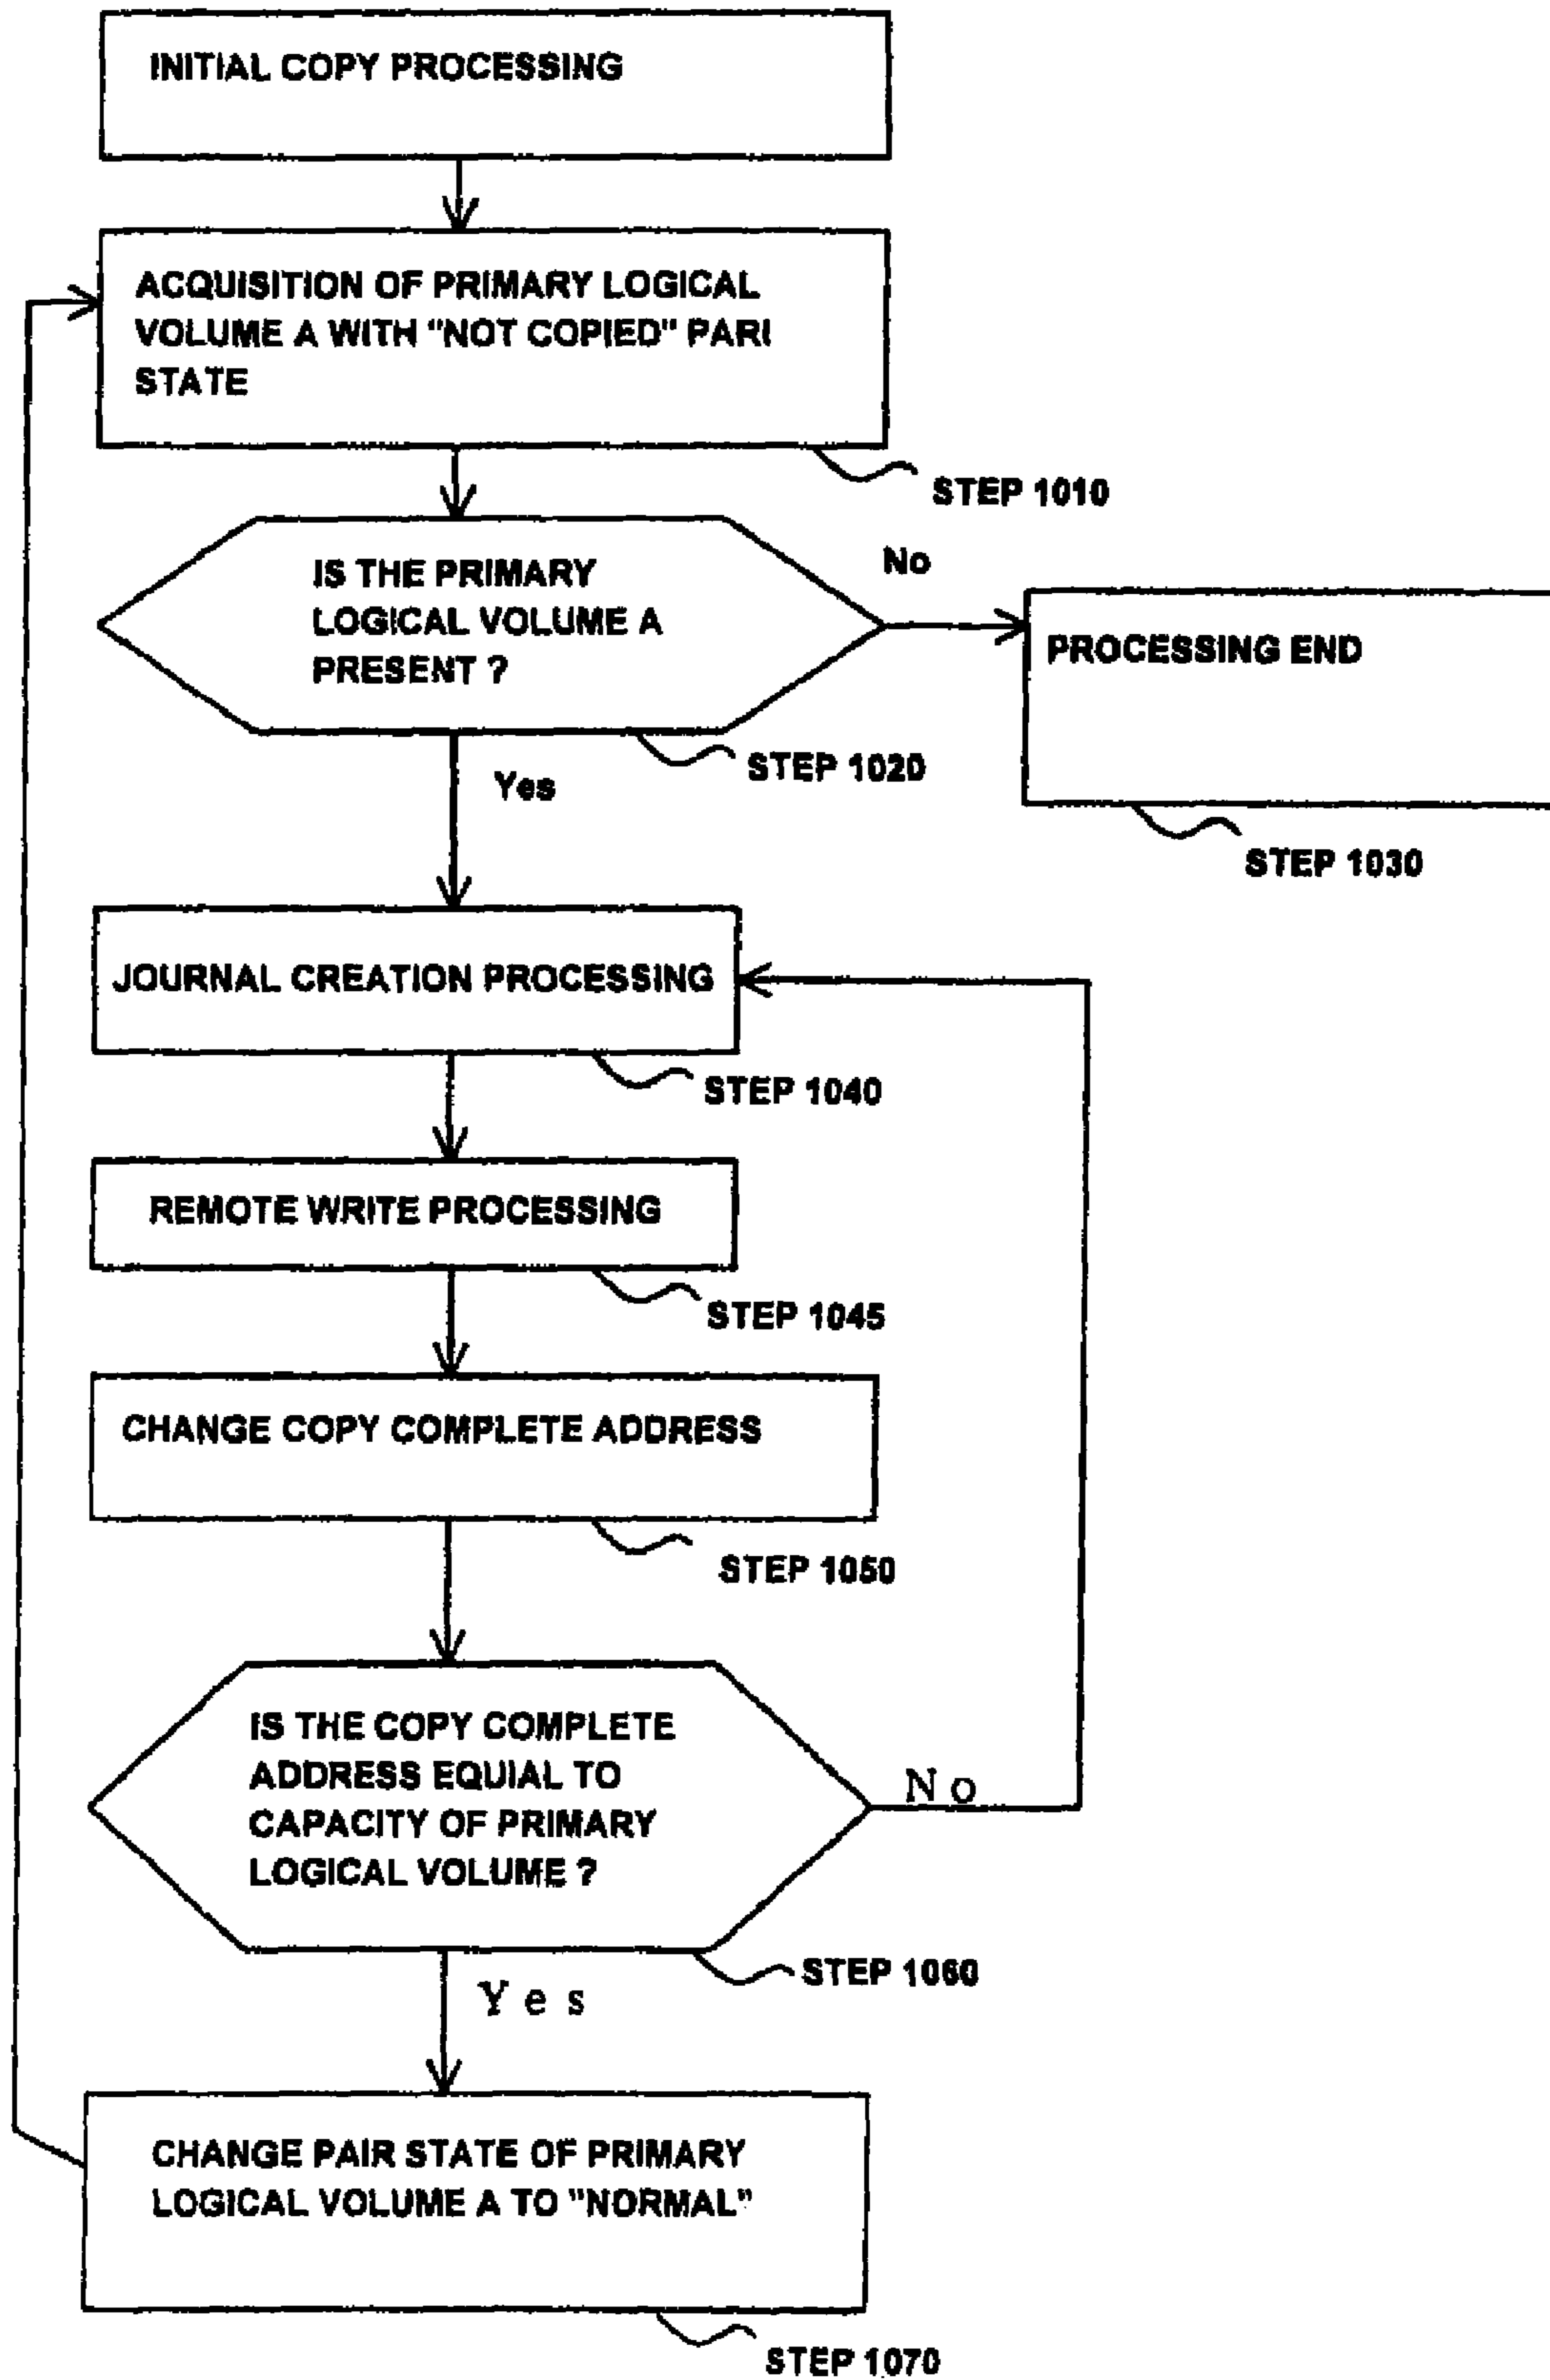 INITIAL COPY PROCESSING
ACQUISITION OF PRIMARY LOGICAL
VOLUME A WITH "NOT COPIED" PARI
STATE
STEP 1010
IS THE PRIMARY
LOGICAL VOLUME A
PRESENT ?
No
PROCESSING END
STEP 1020
Yes
STEP 1030
JOURNAL CREATION PROCESSING
STEP 1040
REMOTE WRITE PROCESSING
STEP 1045
CHANGE COPY COMPLETE ADDRESS
STEP 1050
IS THE COPY COMPLETE
ADDRESS EQUIAL TO
CAPACITY OF PRIMARY
LOGICAL VOLUME ?
No
STEP 1060
Yes
CHANGE PAIR STATE OF PRIMARY
LOGICAL VOLUME A TO "NORMAL"
STEP 1070